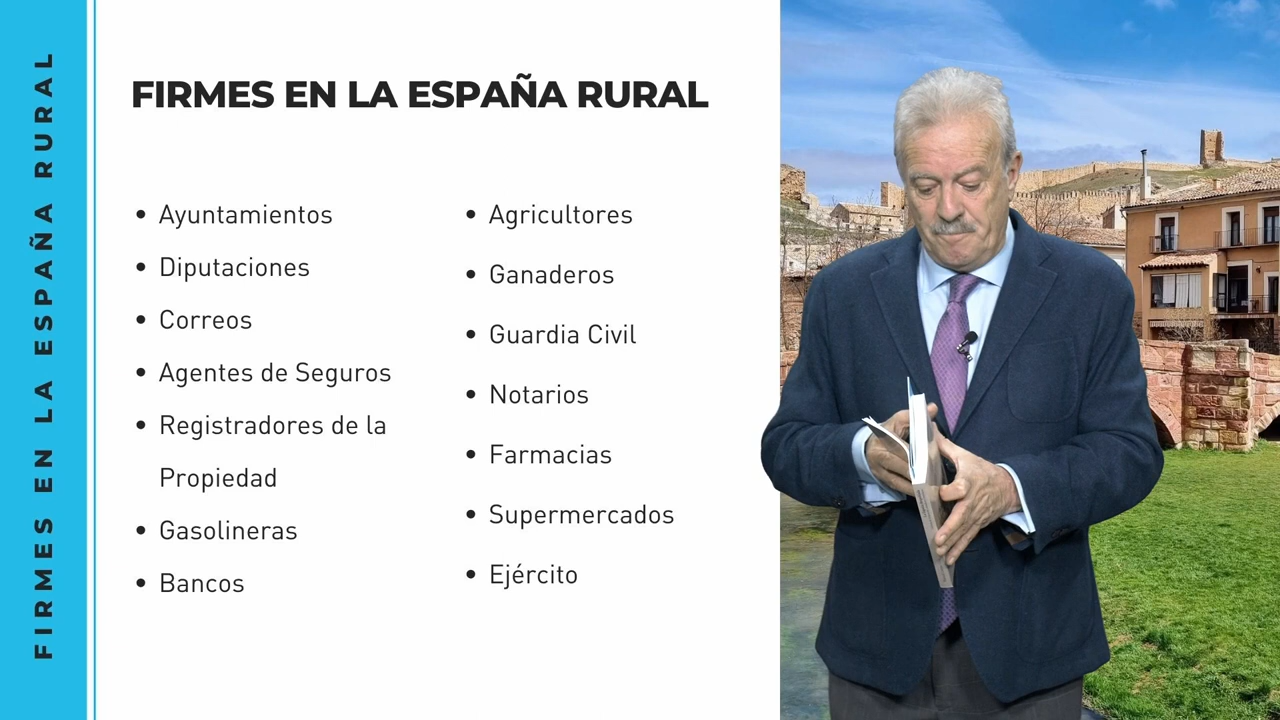 FIRMES EN LA ESPAÑA RURAL
FIRMES EN LA ESPAÑA RURAL
Ayuntamientos
Diputaciones
Correos
Agentes de Seguros
Registradores de la
Propiedad
Gasolineras
Bancos
Agricultores
Ganaderos
Guardia Civil
Notarios
Farmacias
Supermercados
Ejército